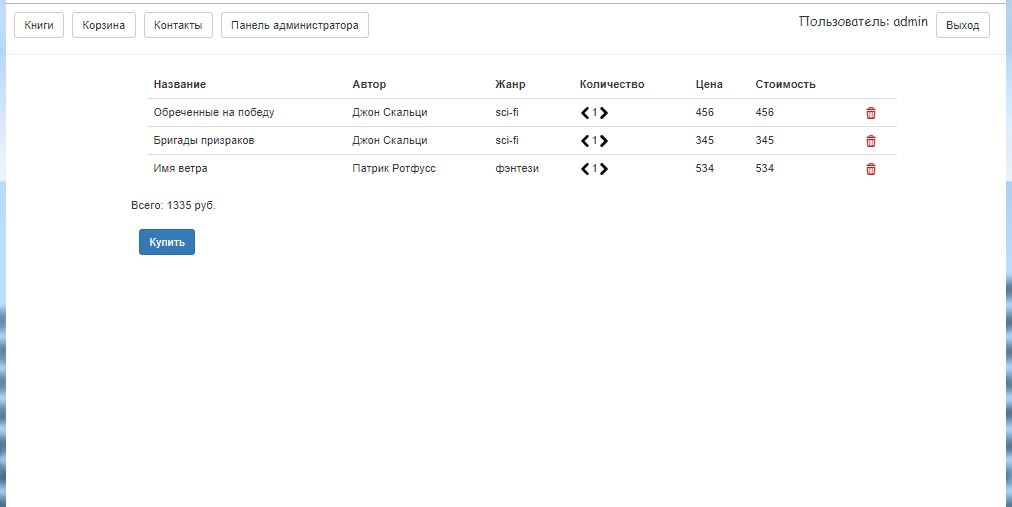 Книги Корзина Контакты Панель администратора Пользователь: admin Выход
Название Автор Жанр Количество Цена Стоимость
Обреченные на победу Джон Скальци sci-fi 1 456 456
Бригады призраков Джон Скальци sci-fi 1 345 345
Имя ветра Патрик Ротфусс фэнтези 1 534 534
Всего: 1335 руб.
Купить